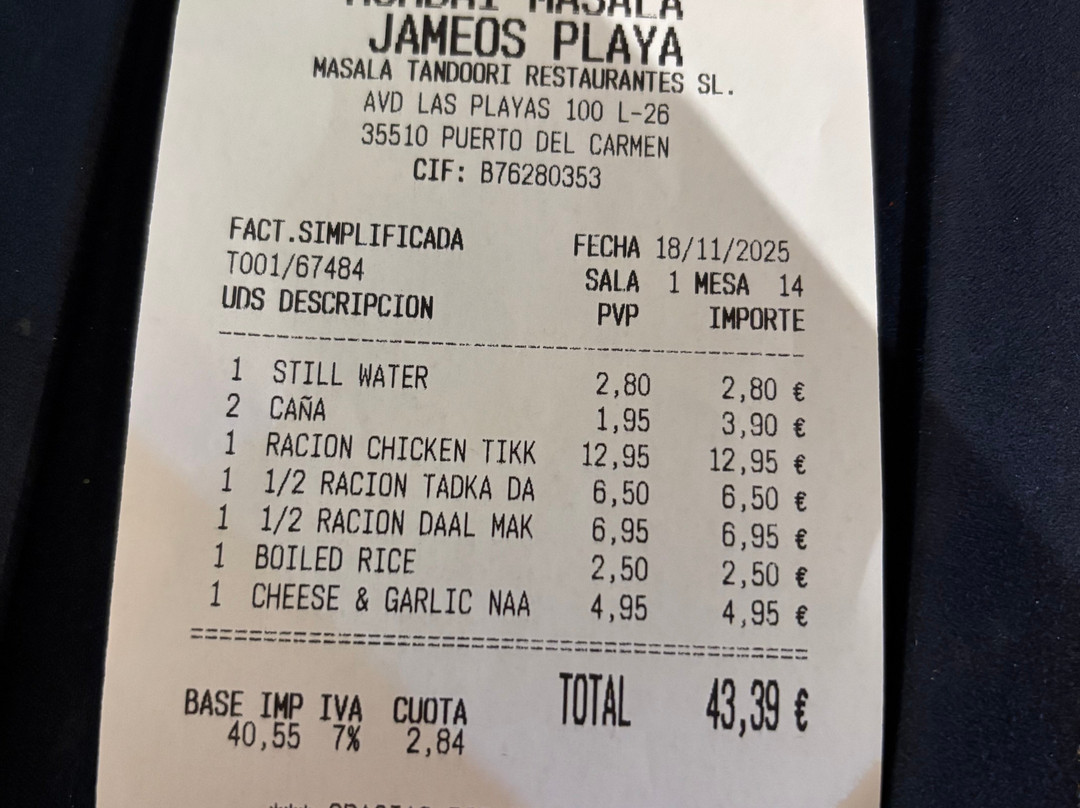 MUMBAI MASALA
JAMEOS PLAYA
MASALA TANDOORI RESTAURANTES SL.
AVD LAS PLAYAS 100 L-26
35510 PUERTO DEL CARMEN
CIF: B76280353
FACT.SIMPLIFICADA FECHA 18/11/2025
T001/67484 SALA 1 MESA 14
UDS DESCRIPCION PVP IMPORTE
1 STILL WATER 2,80 2,80 €
2 CAÑA 1,95 3,90 €
1 RACION CHICKEN TIKK 12,95 12,95 €
1 1/2 RACION TADKA DA 6,50 6,50 €
1 1/2 RACION DAAL MAK 6,95 6,95 €
1 BOILED RICE 2,50 2,50 €
1 CHEESE & GARLIC NAA 4,95 4,95 €
TOTAL 43,39 €
BASE IMP IVA CUOTA
40,55 7% 2,84